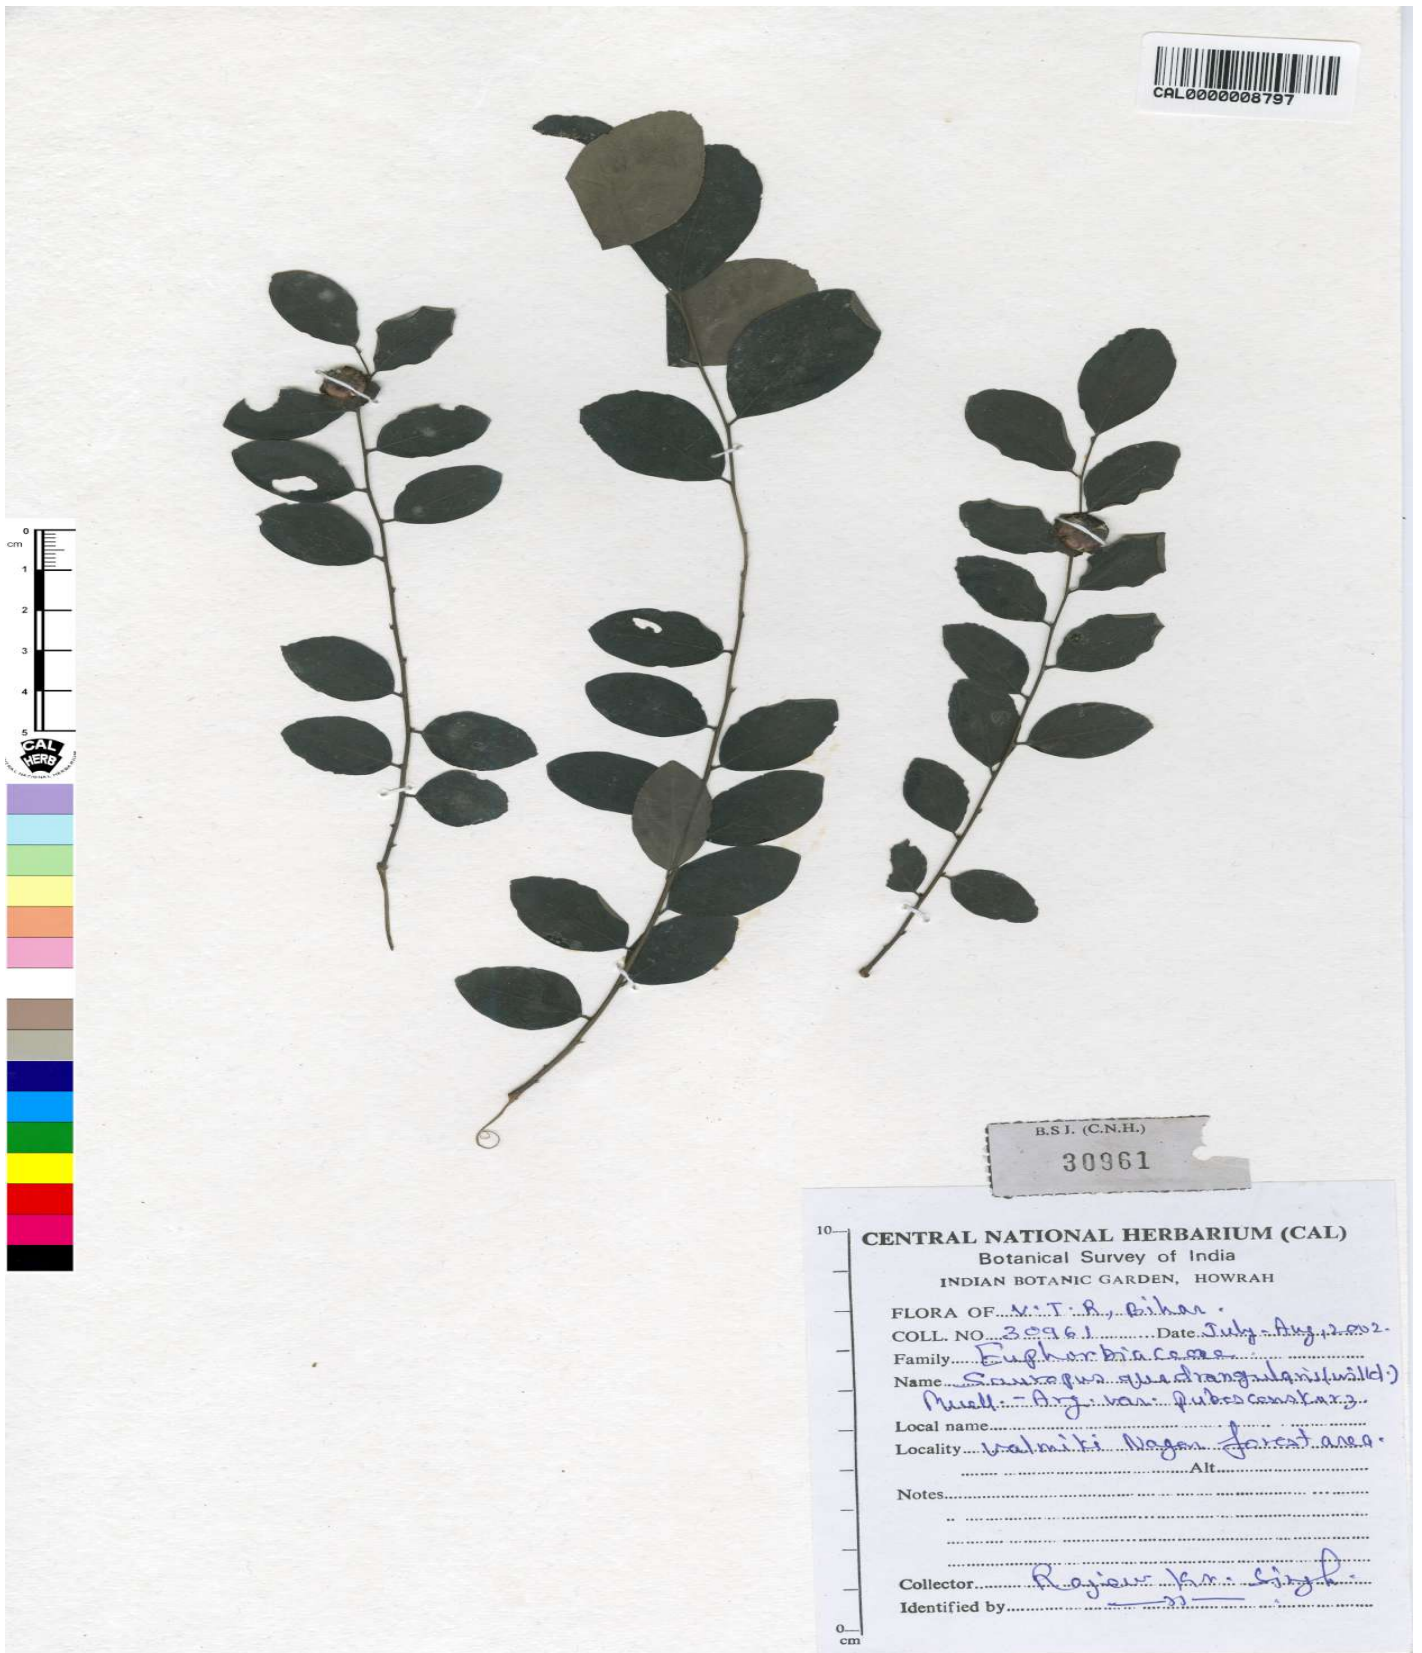 CAL0000008797
0
cm
1
2
3
4
5
CAL
HERB
B.S.I. (C.N.H.)
30961
10
CENTRAL NATIONAL HERBARIUM (CAL)
Botanical Survey of India
INDIAN BOTANIC GARDEN, HOWRAH
FLORA OF V.T.R., Bihar.
COLL. NO 30961 Date July-Aug, 2002.
Family Euphorbiaceae
Name Sauropus quadrangularis (willd.)
Muell.-Arg. var. pubescens Kurz
Local name
Locality Valmiki Nagar forest area.
Alt
Notes
Collector Rajeev Kr. Singh.
Identified by —"—
0
cm